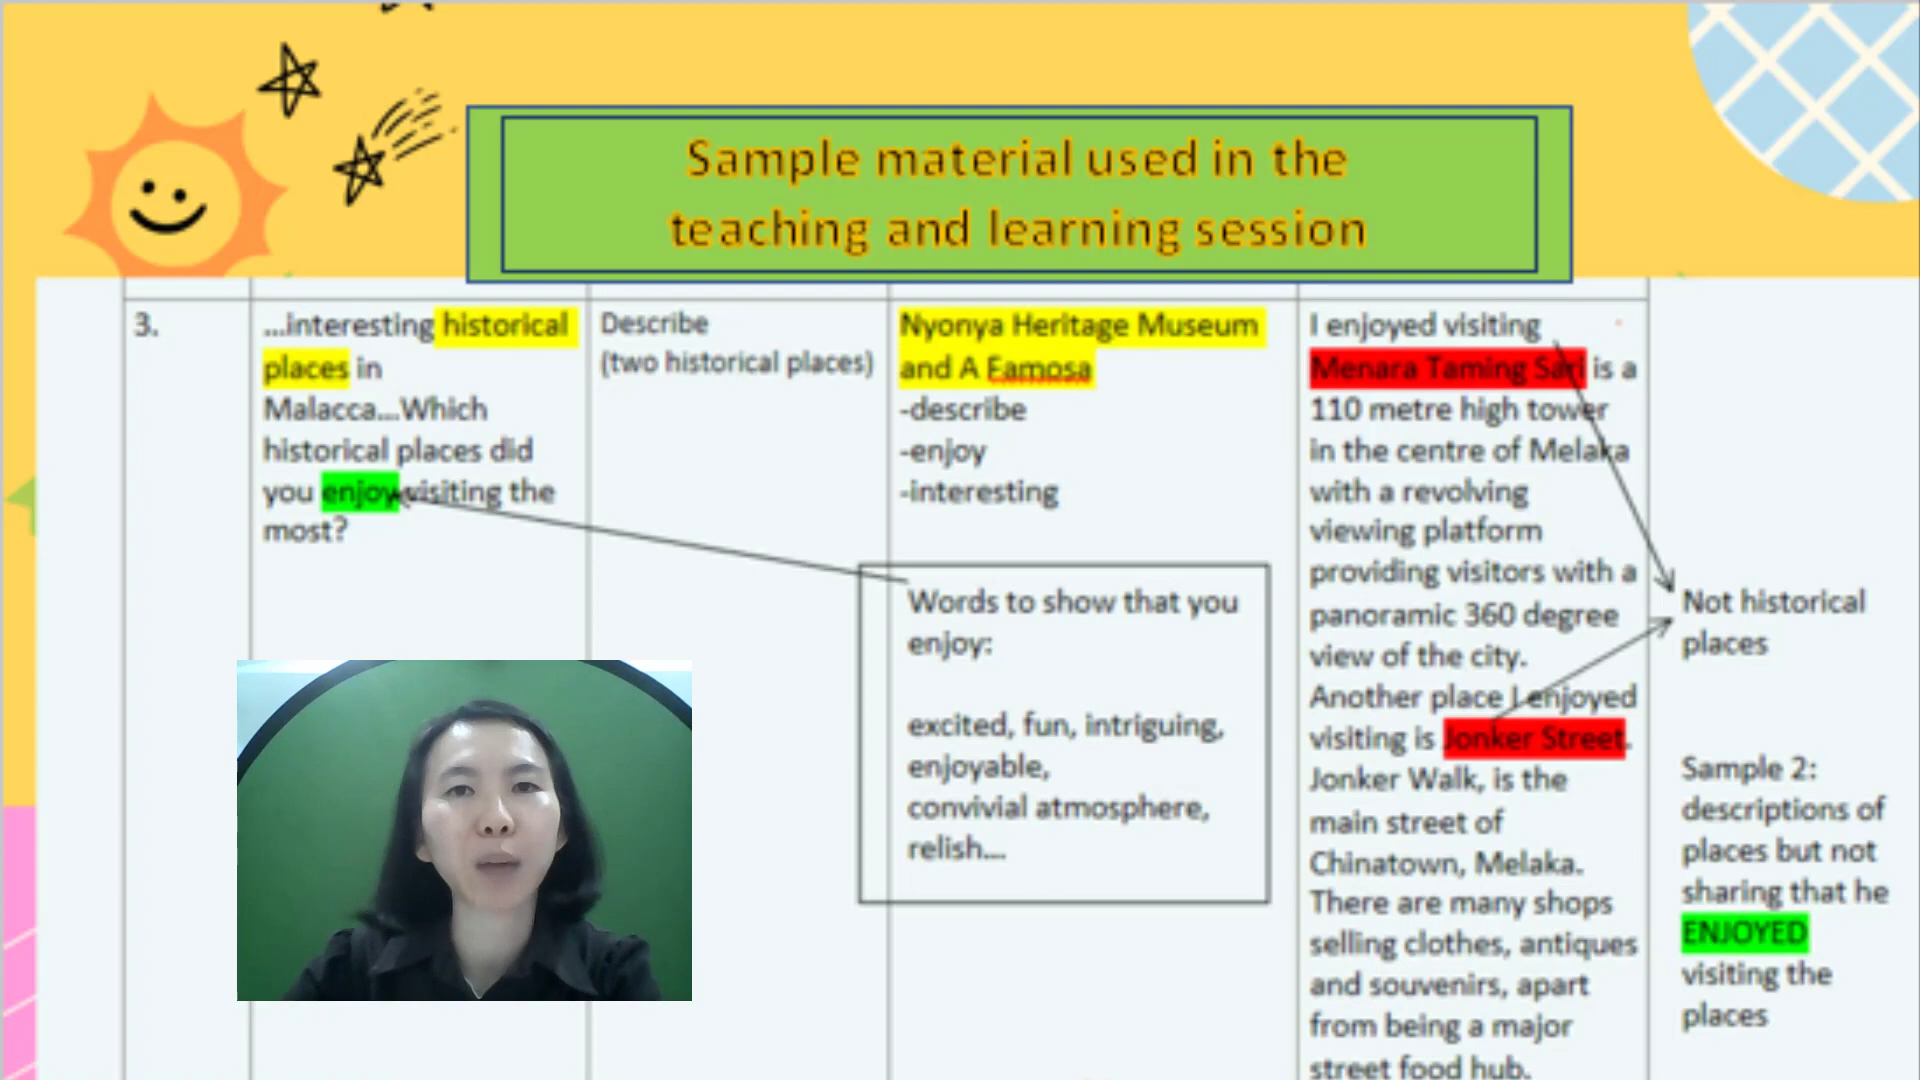 Sample material used in the
teaching and learning session
3.
...interesting historical
places in
Malacca...Which
historical places did
you enjoy visiting the
most?
Describe
(two historical places)
Nyonya Heritage Museum
and A Famosa
-describe
-enjoy
-interesting
Words to show that you
enjoy:
excited, fun, intriguing,
enjoyable,
convivial atmosphere,
relish....
I enjoyed visiting
Menara Taming Sari is a
110 metre high tower
in the centre of Melaka
with a revolving
viewing platform
providing visitors with a
panoramic 360 degree
view of the city.
Another place I enjoyed
visiting is Jonker Street.
Jonker Walk, is the
main street of
Chinatown, Melaka.
There are many shops
selling clothes, antiques
and souvenirs, apart
from being a major
street food hub.
Not historical
places
Sample 2:
descriptions of
places but not
sharing that he
ENJOYED
visiting the
places